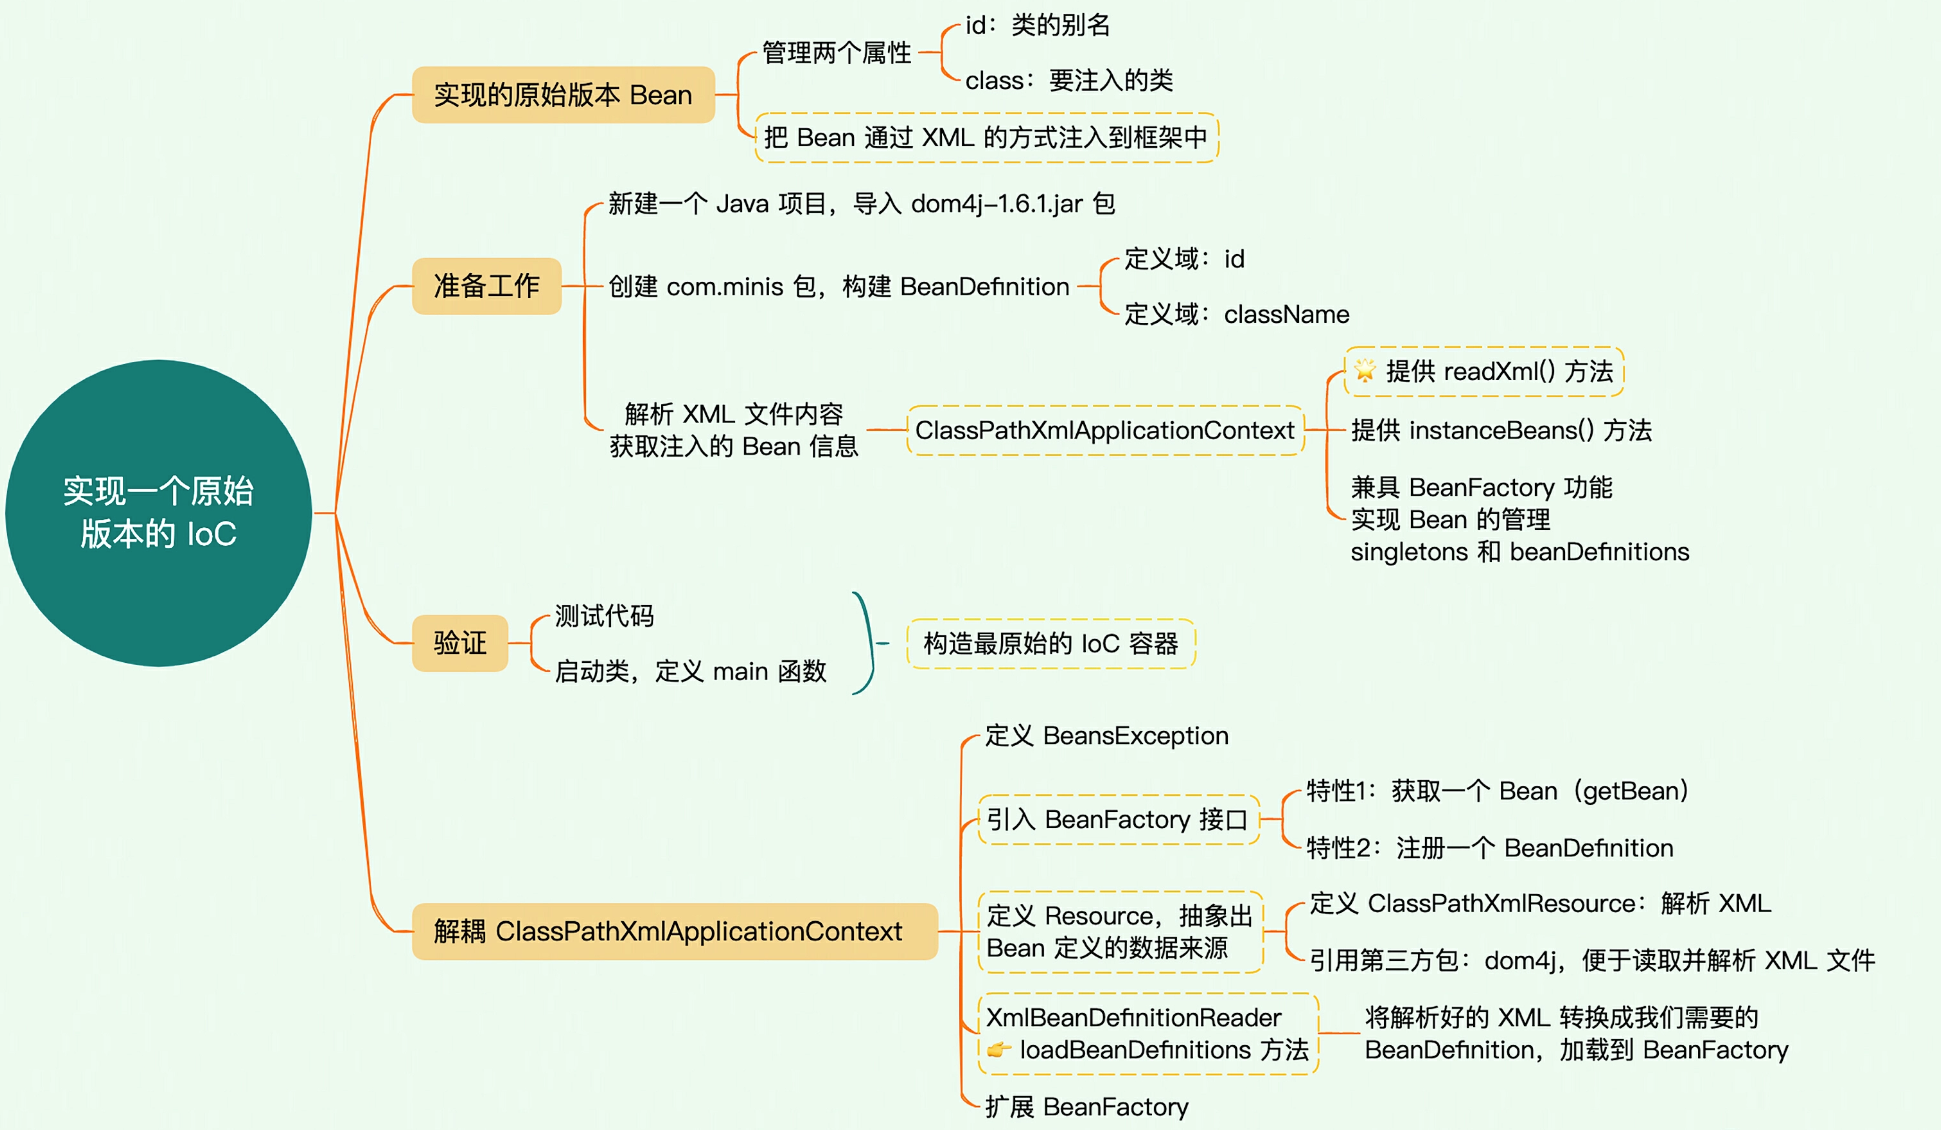 实现一个原始
版本的 IoC
实现的原始版本 Bean
管理两个属性
id：类的别名
class：要注入的类
把 Bean 通过 XML 的方式注入到框架中
准备工作
新建一个 Java 项目，导入 dom4j-1.6.1.jar 包
创建 com.minis 包，构建 BeanDefinition
定义域：id
定义域：className
解析 XML 文件内容
获取注入的 Bean 信息
ClassPathXmlApplicationContext
🌟 提供 readXml() 方法
提供 instanceBeans() 方法
兼具 BeanFactory 功能
实现 Bean 的管理
singletons 和 beanDefinitions
验证
测试代码
启动类，定义 main 函数
构造最原始的 IoC 容器
解耦 ClassPathXmlApplicationContext
定义 BeansException
引入 BeanFactory 接口
特性1：获取一个 Bean（getBean）
特性2：注册一个 BeanDefinition
定义 Resource，抽象出
Bean 定义的数据来源
定义 ClassPathXmlResource：解析 XML
引用第三方包：dom4j，便于读取并解析 XML 文件
XmlBeanDefinitionReader
👉 loadBeanDefinitions 方法
将解析好的 XML 转换成我们需要的
BeanDefinition，加载到 BeanFactory
扩展 BeanFactory